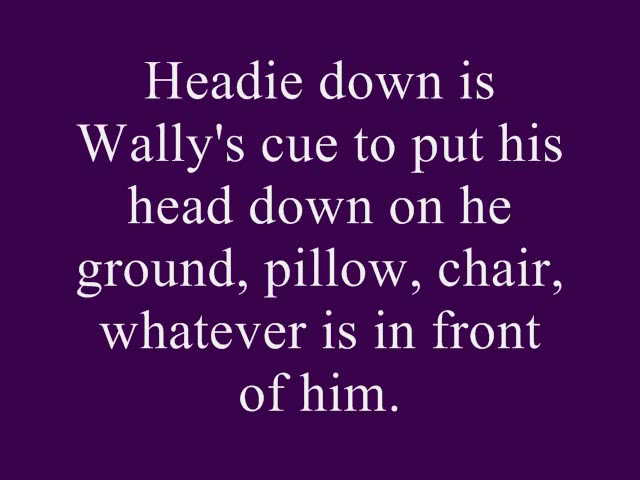 Headie down is
Wally's cue to put his
head down on he
ground, pillow, chair,
whatever is in front
of him.